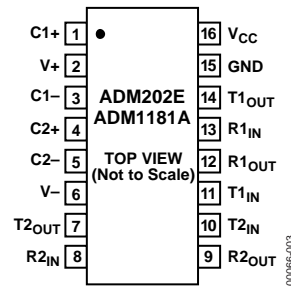 C1+ 1 16 VCC
V+ 2 15 GND
C1– 3 ADM202E 14 T1OUT
ADM1181A
C2+ 4 13 R1IN
C2– 5 TOP VIEW 12 R1OUT
(Not to Scale)
V– 6 11 T1IN
T2OUT 7 10 T2IN
R2IN 8 9 R2OUT
00066-003